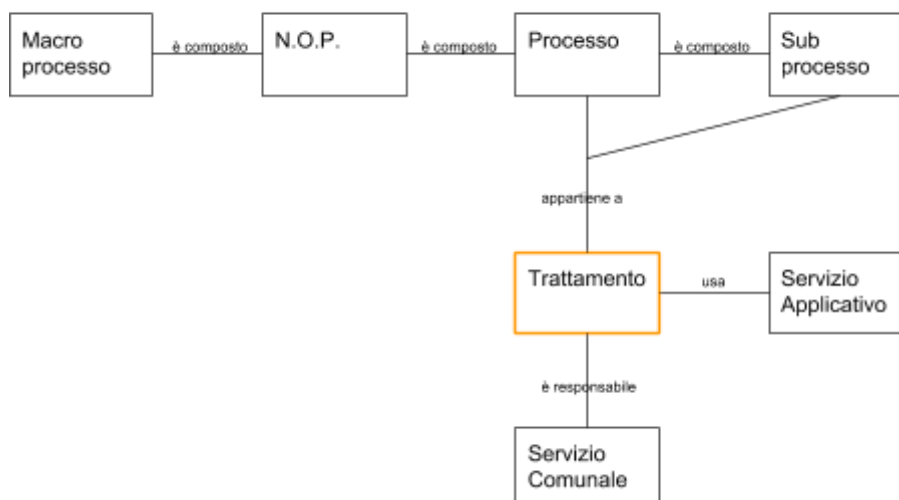 Macro
processo
è composto
N.O.P.
è composto
Processo
è composto
Sub
processo
appartiene a
Trattamento
usa
Servizio
Applicativo
è responsabile
Servizio
Comunale